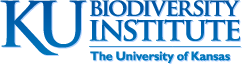 KU BIODIVERSITY
INSTITUTE
The University of Kansas